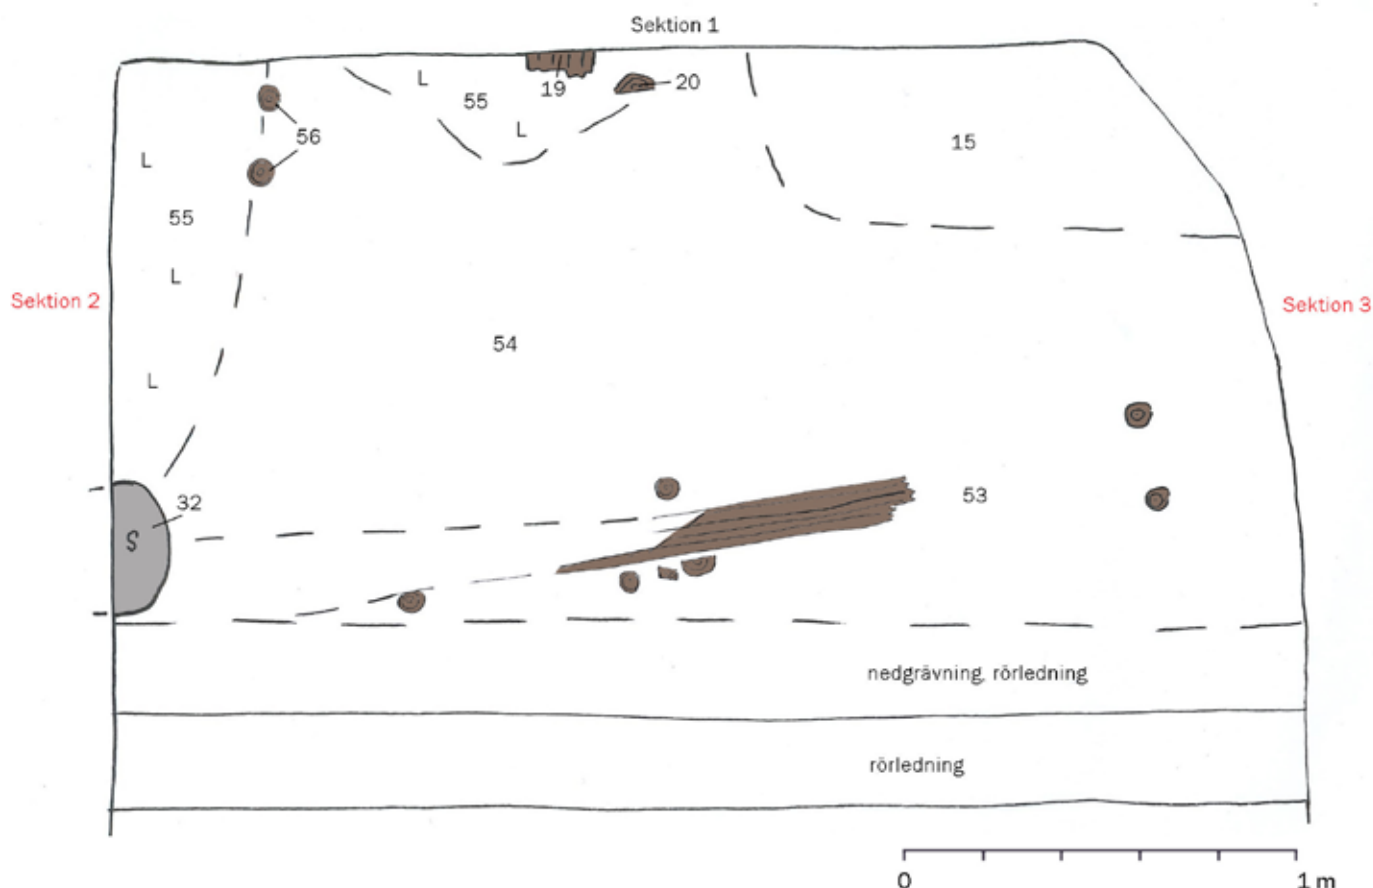 Sektion 1
L
55
19
20
L
56
15
L
55
L
Sektion 2
Sektion 3
54
L
32
53
S
nedgrävning, rörledning
rörledning
0
1 m